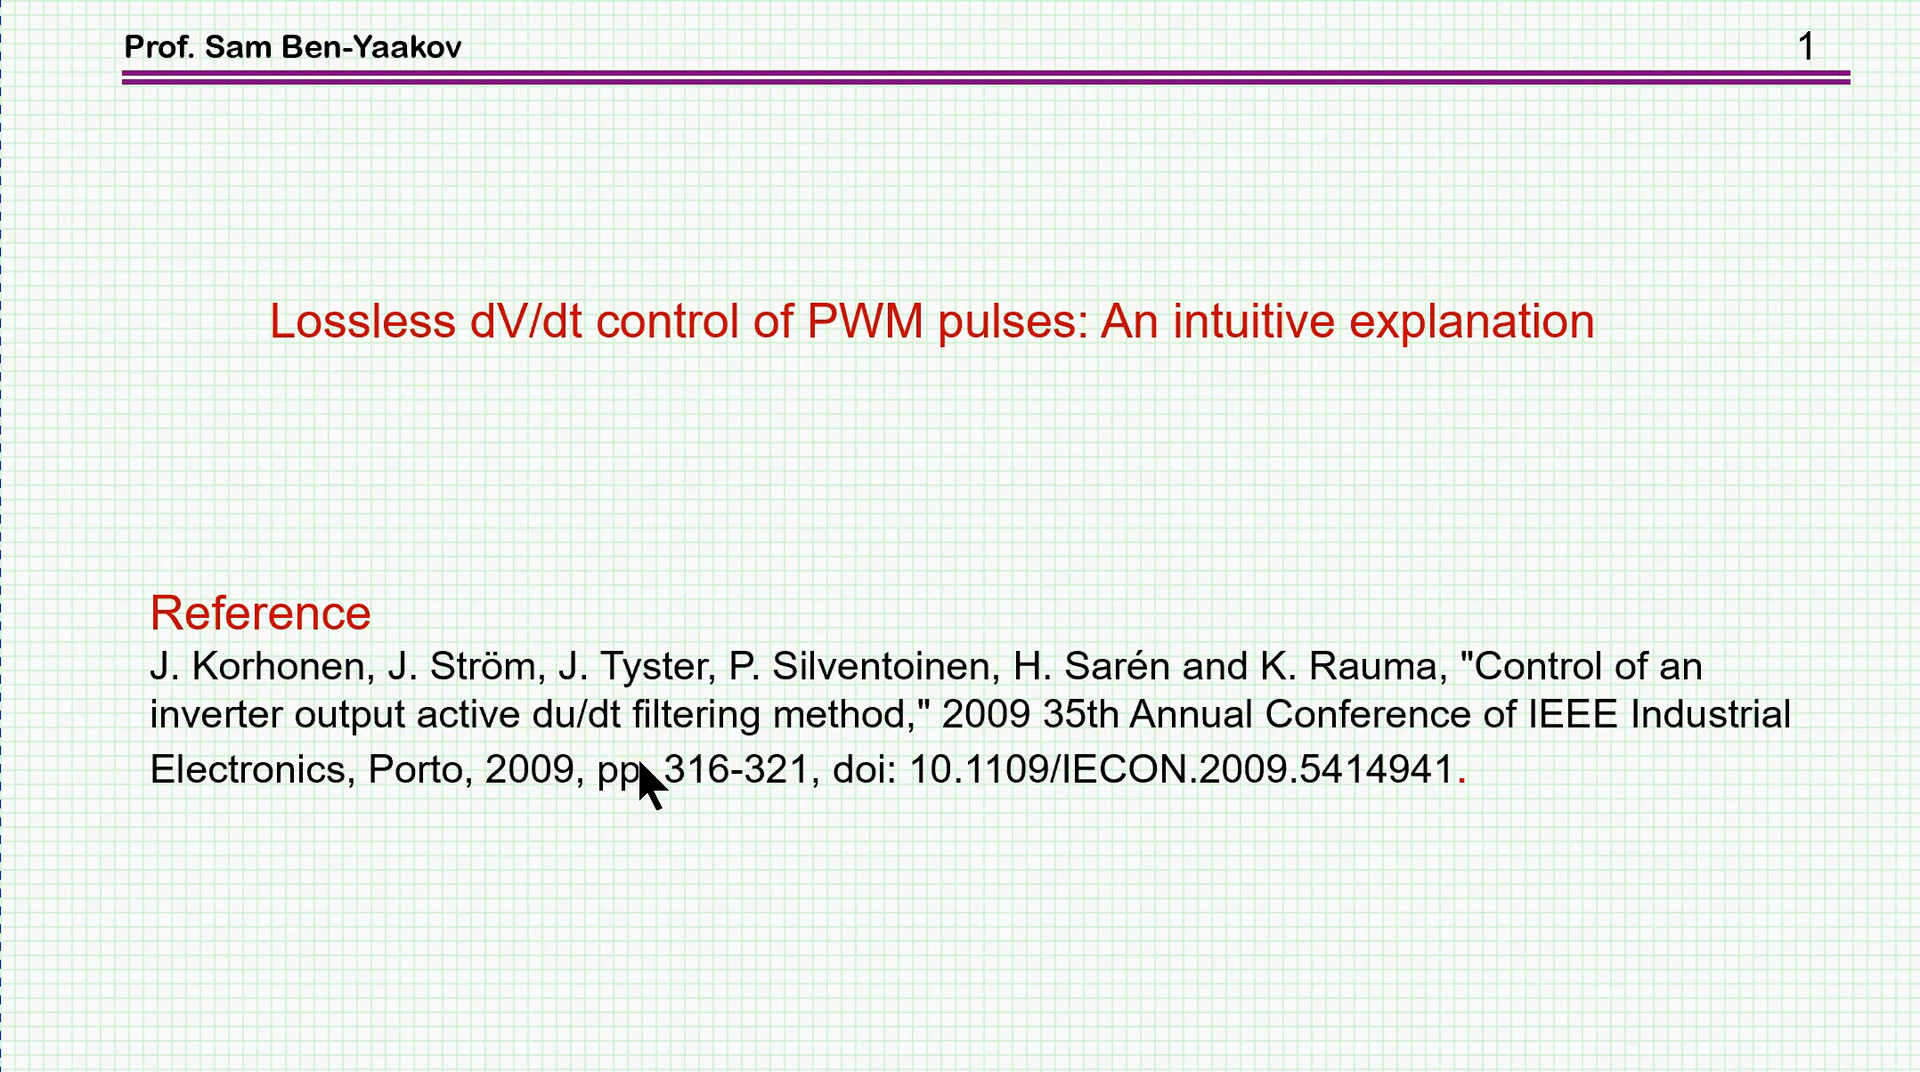 Prof. Sam Ben-Yaakov
1
Lossless dV/dt control of PWM pulses: An intuitive explanation
Reference
J. Korhonen, J. Ström, J. Tyster, P. Silventoinen, H. Sarén and K. Rauma, "Control of an
inverter output active du/dt filtering method," 2009 35th Annual Conference of IEEE Industrial
Electronics, Porto, 2009, pp. 316-321, doi: 10.1109/IECON.2009.5414941.